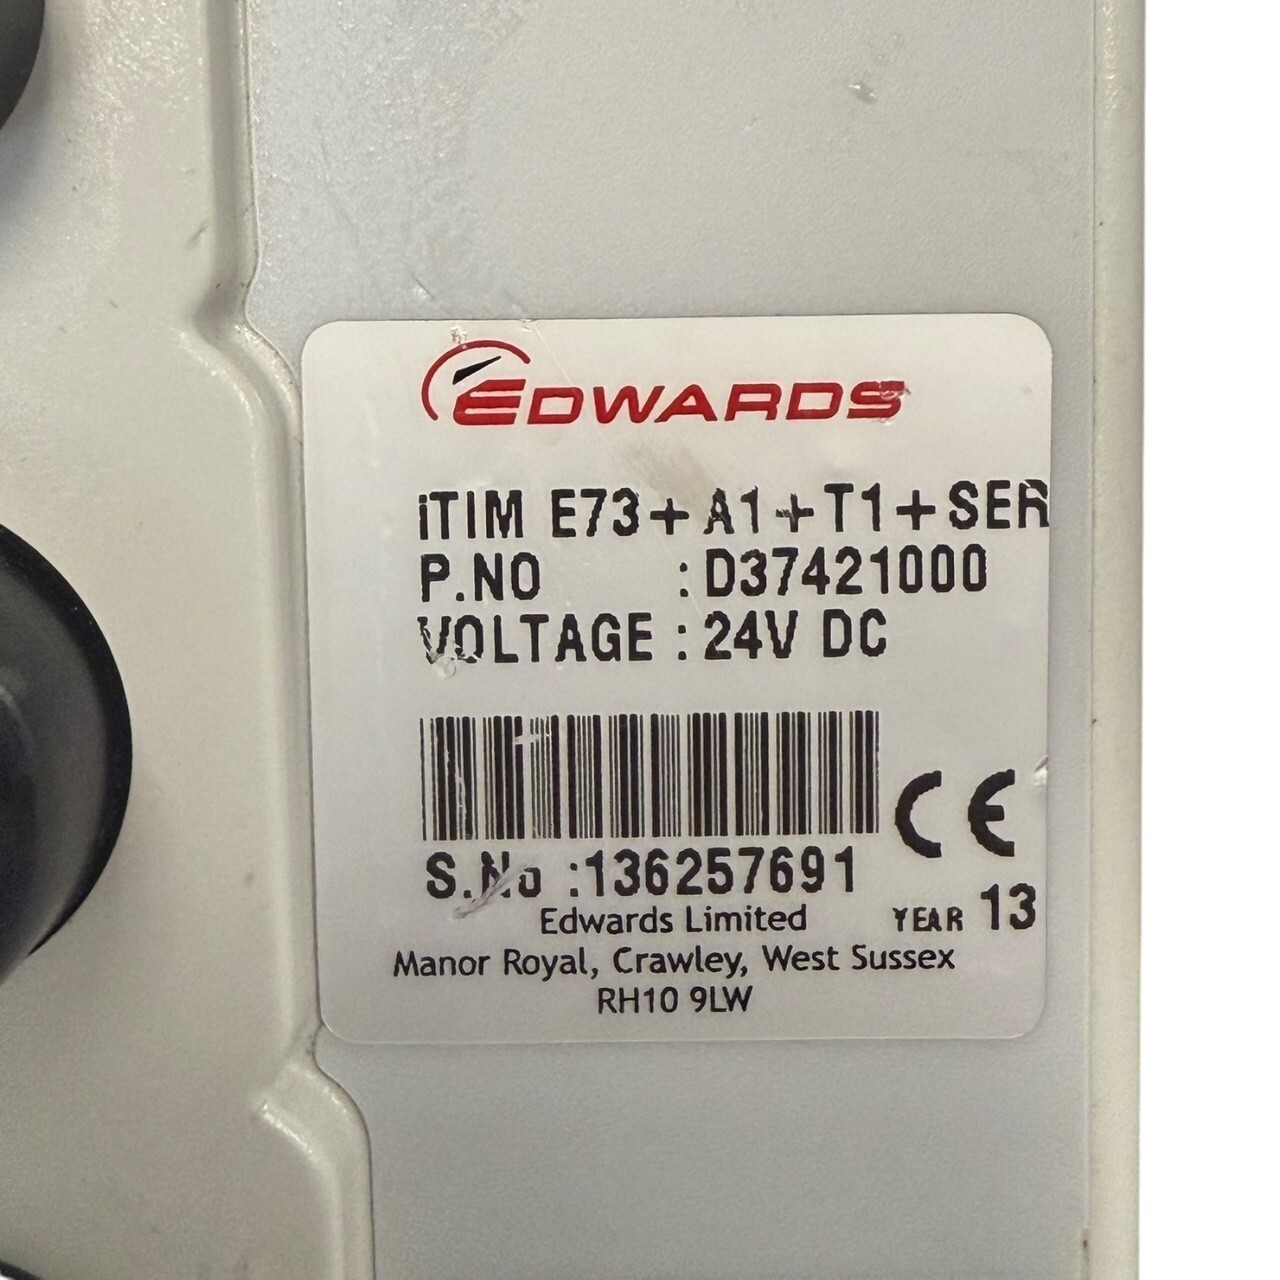 EDWARDS
iTIM E73+A1+T1+SER
P.NO : D37421000
VOLTAGE : 24V DC
CE
S.No :136257691
YEAR 13
Edwards Limited
Manor Royal, Crawley, West Sussex
RH10 9LW